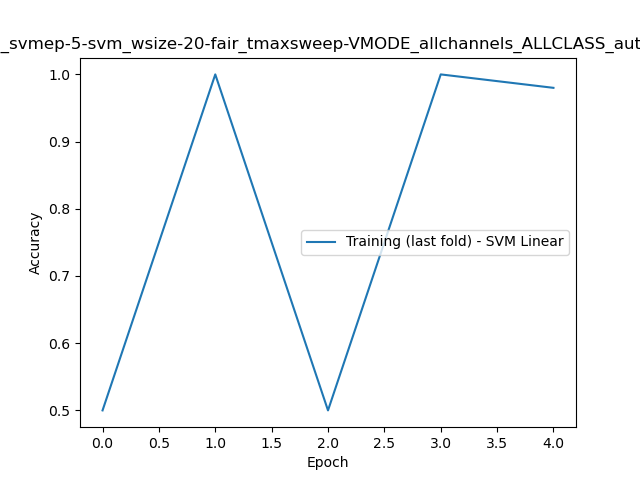 _svmep-5-svm_wsize-20-fair_tmaxsweep-VMODE_allchannels_ALLCLASS_aut
1.0
0.9
0.8
0.7
0.6
0.5
Accuracy
Training (last fold) - SVM Linear
0.0 0.5 1.0 1.5 2.0 2.5 3.0 3.5 4.0
Epoch